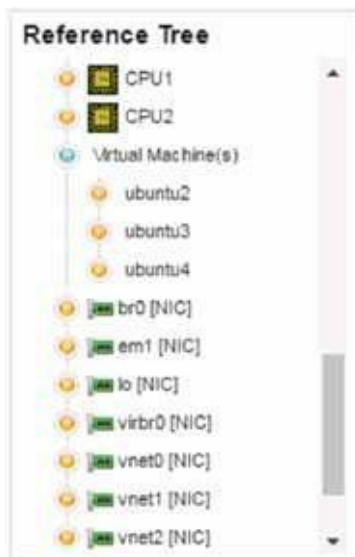 Reference Tree
CPU1
CPU2
Virtual Machine(s)
ubuntu2
ubuntu3
ubuntu4
br0 [NIC]
em1 [NIC]
lo [NIC]
virbr0 [NIC]
vnet0 [NIC]
vnet1 [NIC]
vnet2 [NIC]